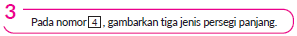 3
Pada nomor 4, gambarkan tiga jenis persegi panjang.